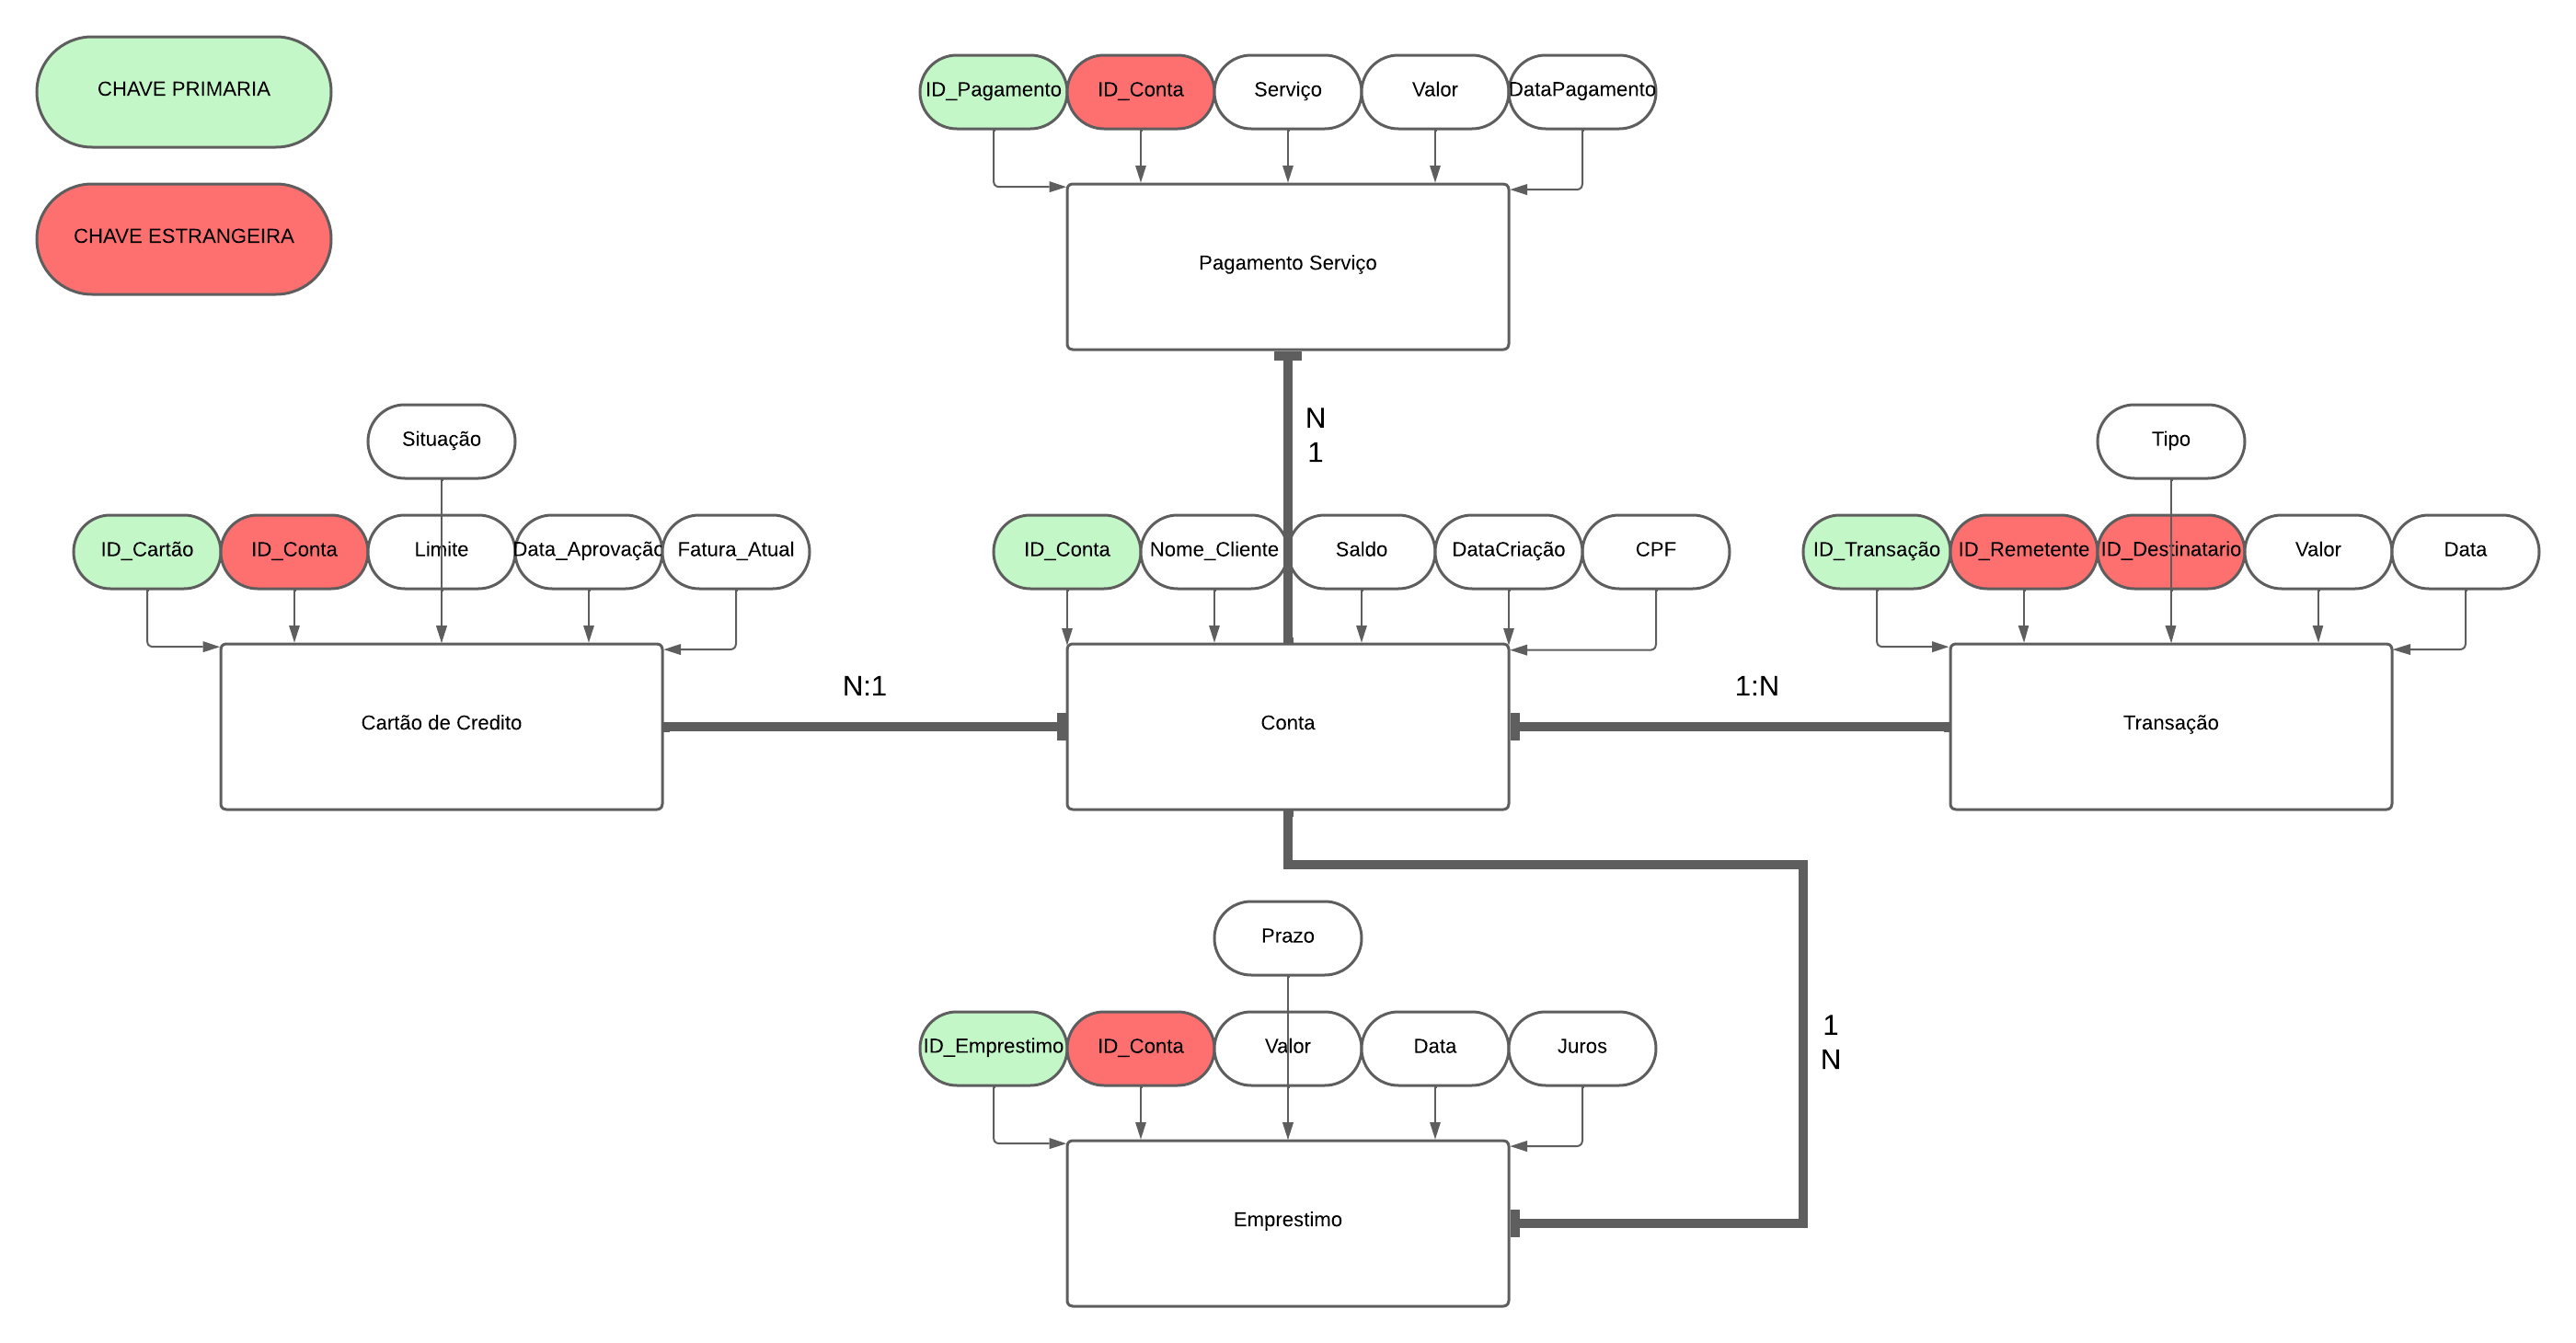 CHAVE PRIMARIA
CHAVE ESTRANGEIRA
ID_Pagamento
ID_Conta
Serviço
Valor
DataPagamento
Pagamento Serviço
N
1
Situação
ID_Cartão
ID_Conta
Limite
Data_Aprovação
Fatura_Atual
Cartão de Credito
N:1
ID_Conta
Nome_Cliente
Saldo
DataCriação
CPF
Conta
1:N
Tipo
ID_Transação
ID_Remetente
ID_Destinatario
Valor
Data
Transação
Prazo
ID_Emprestimo
ID_Conta
Valor
Data
Juros
1
N
Emprestimo